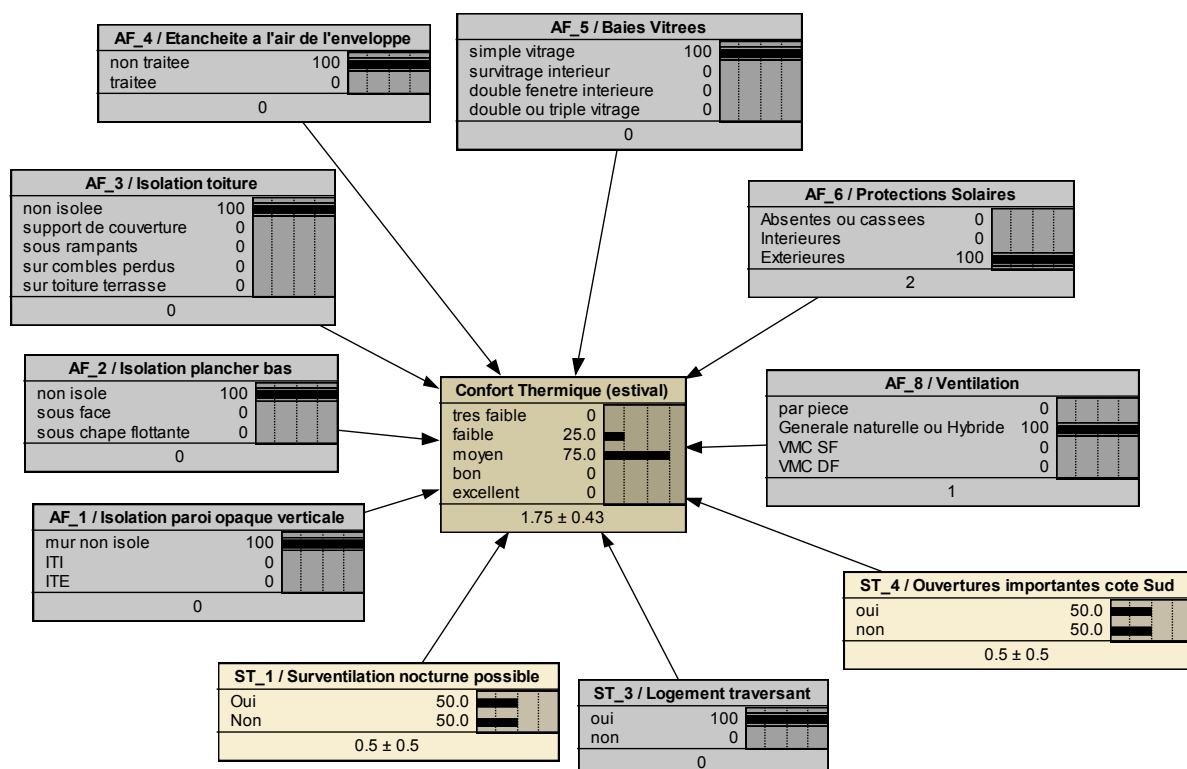 AF_4 / Etancheite a l'air de l'enveloppe
non traitee 100
traitee 0
0
AF_5 / Baies Vitrees
simple vitrage 100
survitrage interieur 0
double fenetre interieure 0
double ou triple vitrage 0
0
AF_3 / Isolation toiture
non isolee 100
support de couverture 0
sous rampants 0
sur combles perdus 0
sur toiture terrasse 0
0
AF_6 / Protections Solaires
Absentes ou cassees 0
Interieures 0
Exterieures 100
2
AF_2 / Isolation plancher bas
non isole 100
sous face 0
sous chape flottante 0
0
Confort Thermique (estival)
tres faible 0
faible 25.0
moyen 75.0
bon 0
excellent 0
1.75 ± 0.43
AF_8 / Ventilation
par piece 0
Generale naturelle ou Hybride 100
VMC SF 0
VMC DF 0
1
AF_1 / Isolation paroi opaque verticale
mur non isole 100
ITI 0
ITE 0
0
ST_4 / Ouvertures importantes cote Sud
oui 50.0
non 50.0
0.5 ± 0.5
ST_1 / Surventilation nocturne possible
Oui 50.0
Non 50.0
0.5 ± 0.5
ST_3 / Logement traversant
oui 100
non 0
0